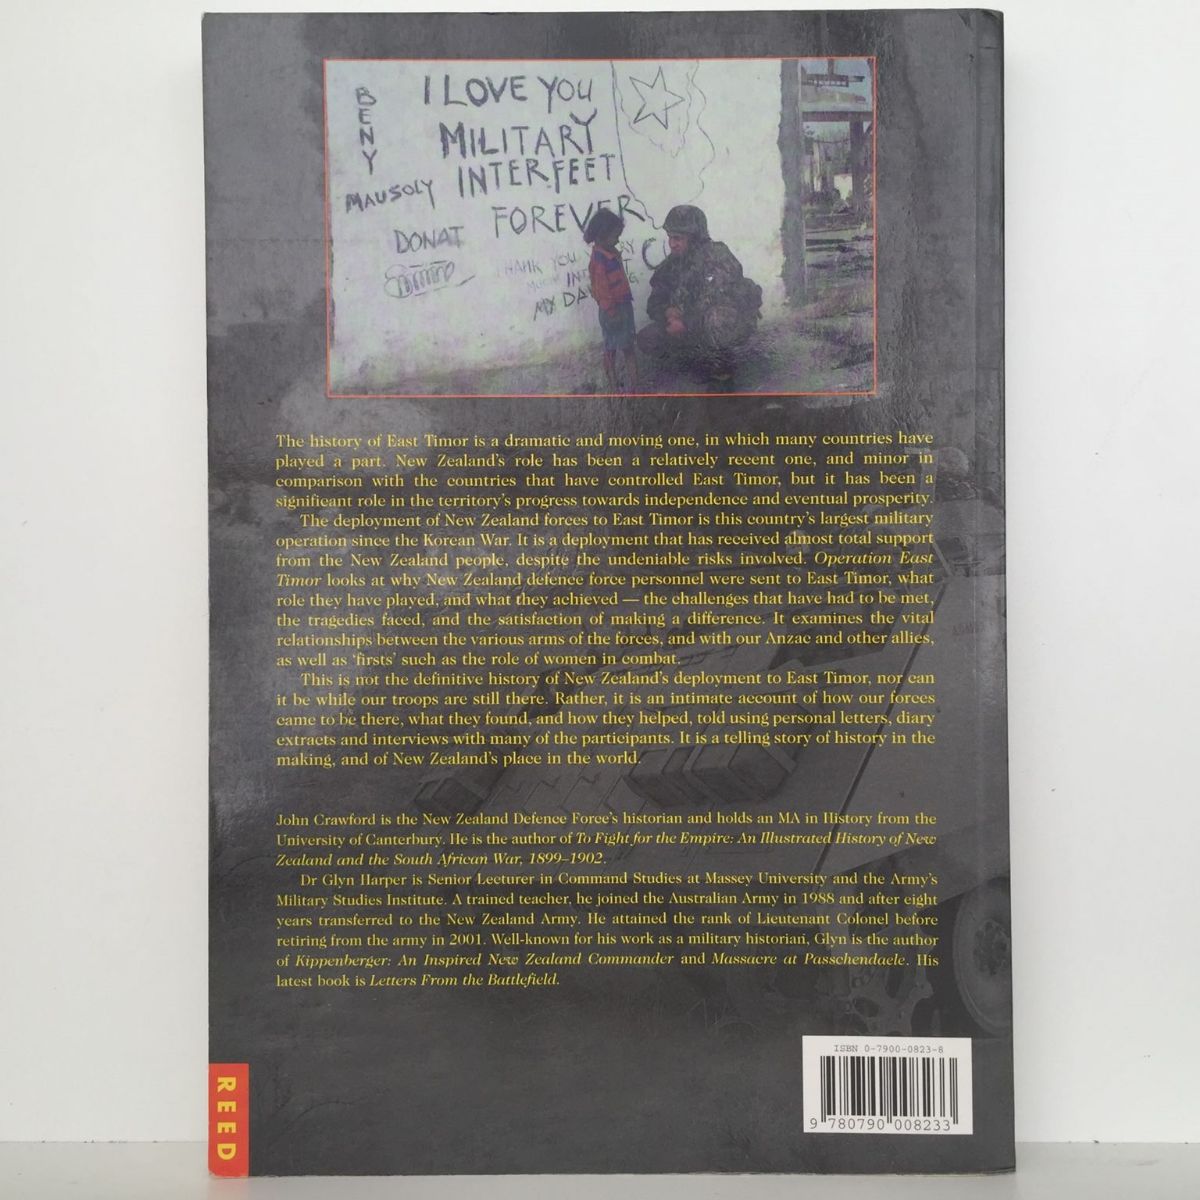 BENY
I LOVE YOU
MILITARY
INTERFEET
FOREVER
MAUSOLY
DONAT
THANK YOU
MY DA
The history of East Timor is a dramatic and moving one, in which many countries have
played a part. New Zealand's role has been a relatively recent one, and minor in
comparison with the countries that have controlled East Timor, but it has been a
significant role in the territory's progress towards independence and eventual prosperity.
The deployment of New Zealand forces to East Timor is this country's largest military
operation since the Korean War. It is a deployment that has received almost total support
from the New Zealand people, despite the undeniable risks involved. Operation East
Timor looks at why New Zealand defence force personnel were sent to East Timor, what
role they have played, and what they achieved — the challenges that have had to be met,
the tragedies faced, and the satisfaction of making a difference. It examines the vital
relationships between the various arms of the forces, and with our Anzac and other allies,
as well as 'firsts' such as the role of women in combat.
This is not the definitive history of New Zealand's deployment to East Timor, nor can
it be while our troops are still there. Rather, it is an intimate account of how our forces
came to be there, what they found, and how they helped, told using personal letters, diary
extracts and interviews with many of the participants. It is a telling story of history in the
making, and of New Zealand's place in the world.
John Crawford is the New Zealand Defence Force's historian and holds an MA in History from the
University of Canterbury. He is the author of To Fight for the Empire: An Illustrated History of New
Zealand and the South African War, 1899–1902.
Dr Glyn Harper is Senior Lecturer in Command Studies at Massey University and the Army's
Military Studies Institute. A trained teacher, he joined the Australian Army in 1988 and after eight
years transferred to the New Zealand Army. He attained the rank of Lieutenant Colonel before
retiring from the army in 2001. Well-known for his work as a military historian, Glyn is the author
of Kippenberger: An Inspired New Zealand Commander and Massacre at Passchendaele. His
latest book is Letters From the Battlefield.
ISBN 0-7900-0823-8
9 780790 008233
REED